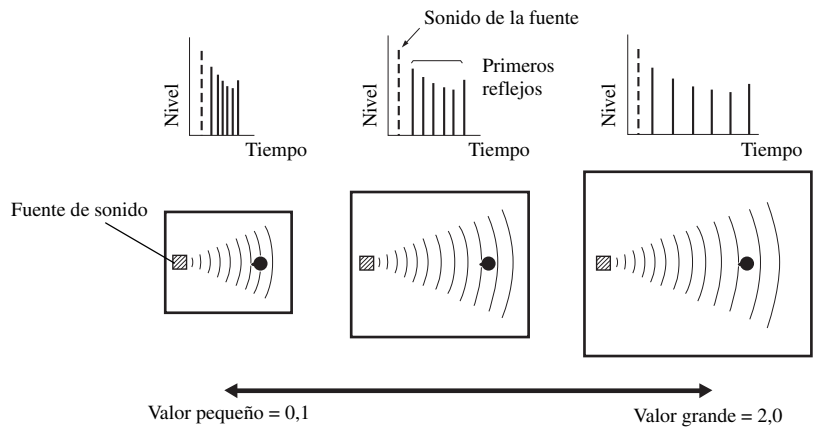 Sonido de la fuente
Primeros
reflejos
Nivel
Tiempo
Nivel
Tiempo
Nivel
Tiempo
Fuente de sonido
Valor pequeño = 0,1
Valor grande = 2,0